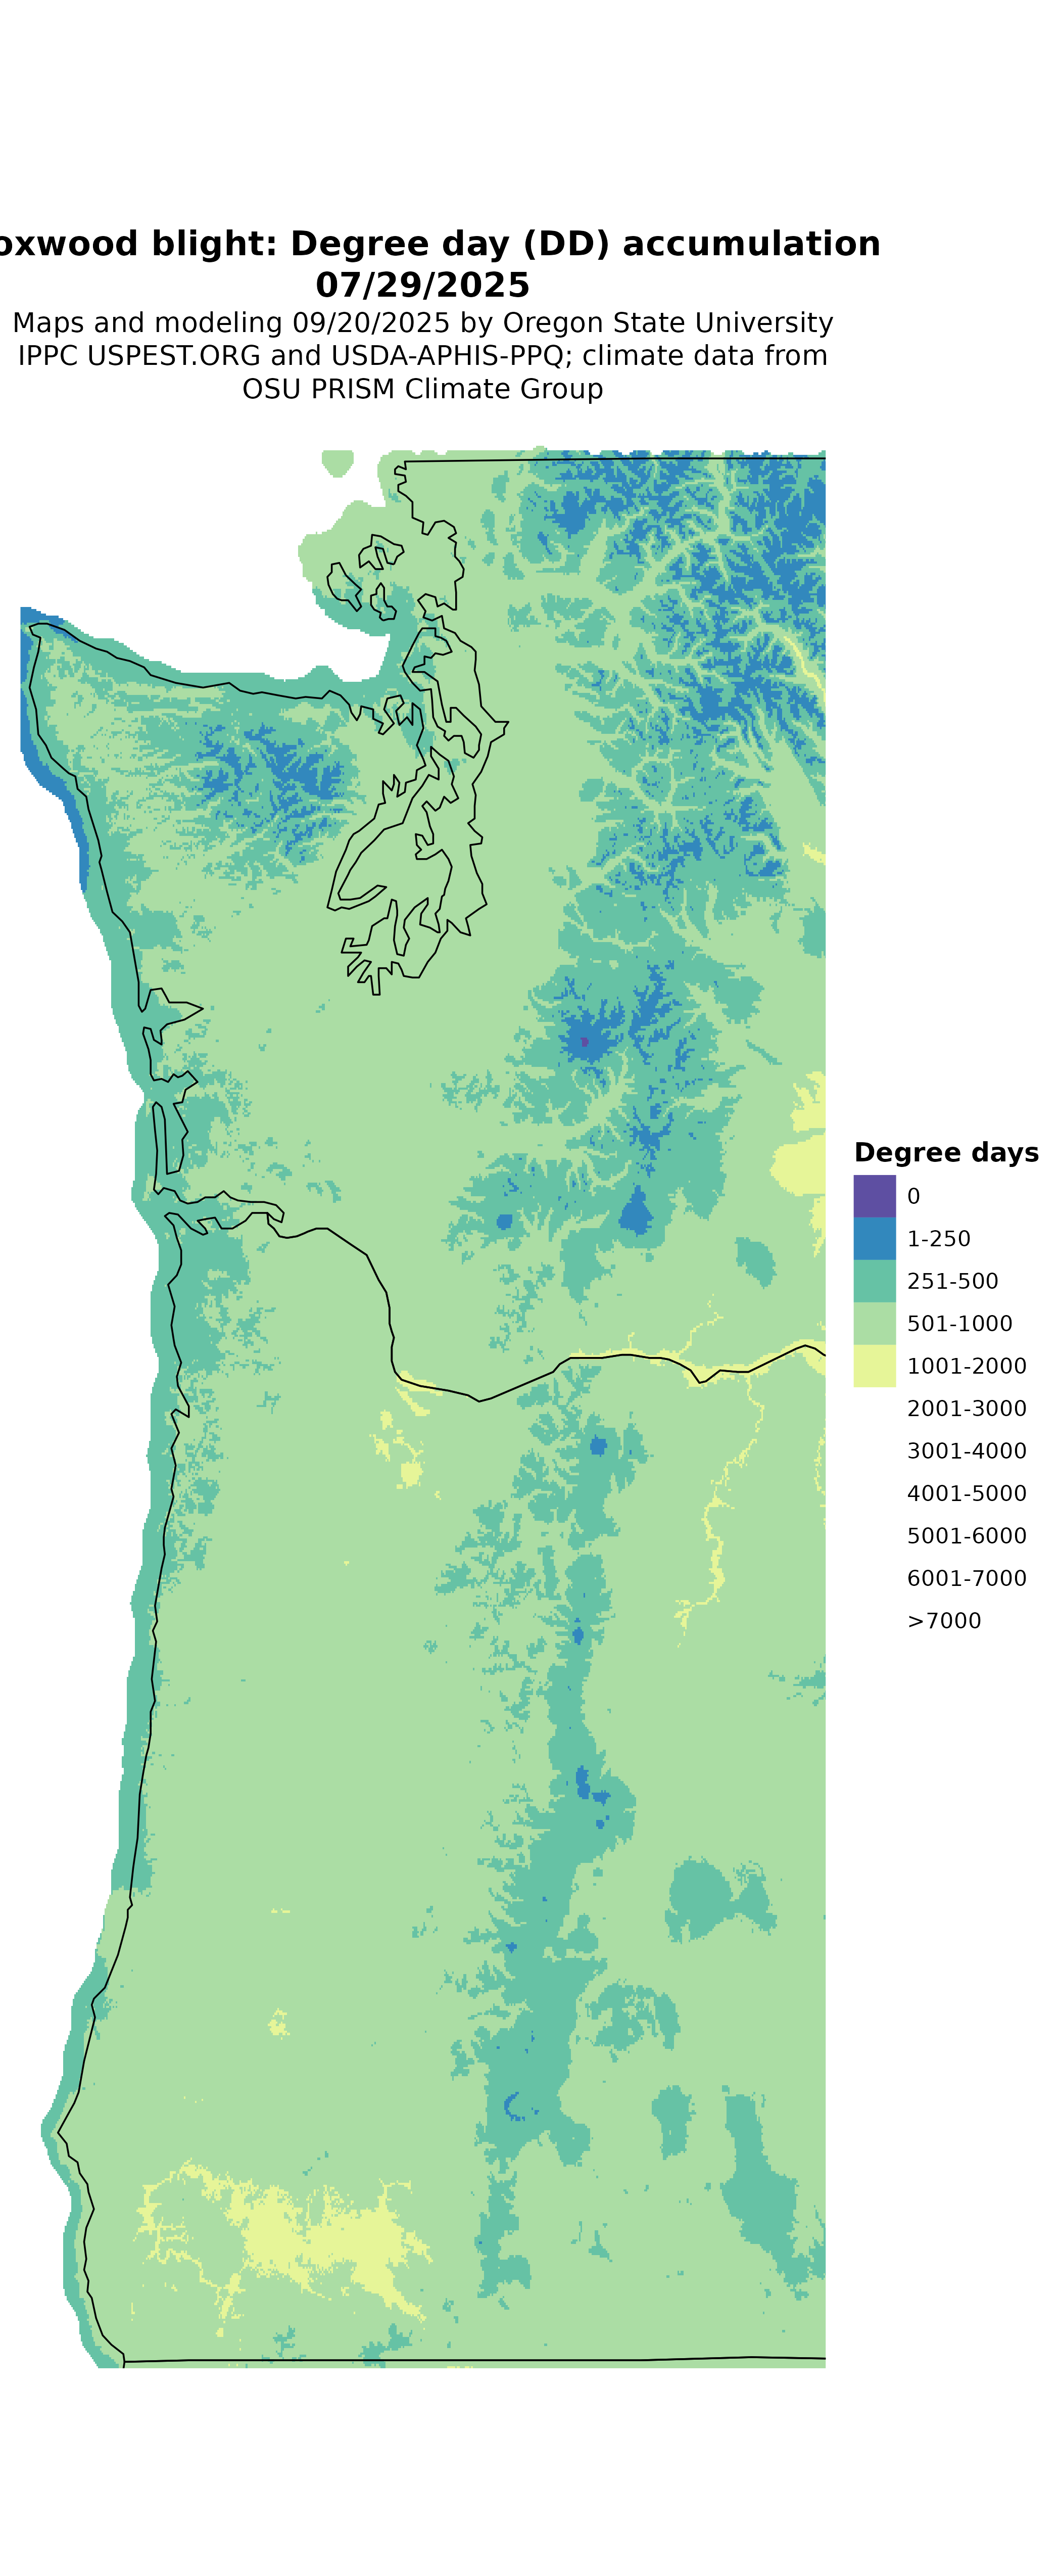 oxwood blight: Degree day (DD) accumulation
07/29/2025
Maps and modeling 09/20/2025 by Oregon State University
IPPC USPEST.ORG and USDA-APHIS-PPQ; climate data from
OSU PRISM Climate Group
Degree days
0
1-250
251-500
501-1000
1001-2000
2001-3000
3001-4000
4001-5000
5001-6000
6001-7000
>7000